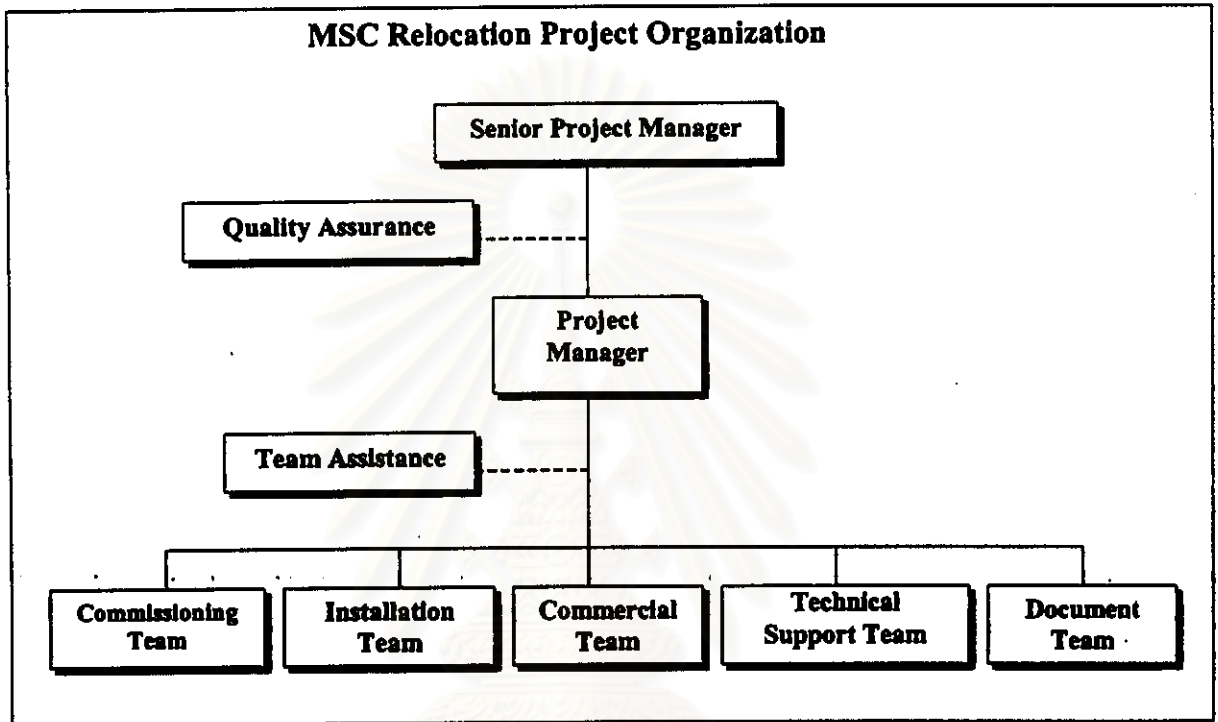 MSC Relocation Project Organization
Senior Project Manager
Quality Assurance
Project
Manager
Team Assistance
Commissioning
Team
Installation
Team
Commercial
Team
Technical
Support Team
Document
Team